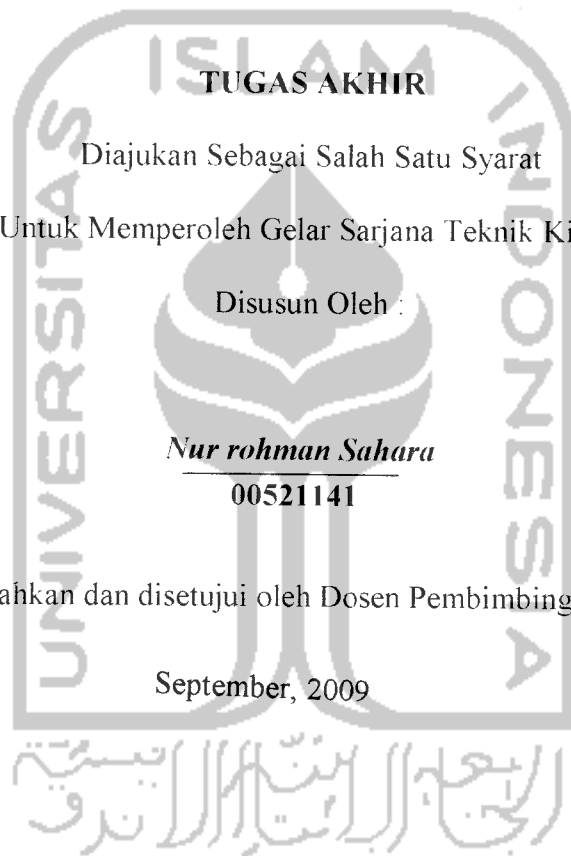 ISLAM
UNIVERSITAS
INDONESIA
TUGAS AKHIR
Diajukan Sebagai Salah Satu Syarat
Untuk Memperoleh Gelar Sarjana Teknik Ki
Disusun Oleh :
Nur rohman Sahara
00521141
ahkan dan disetujui oleh Dosen Pembimbing
September, 2009